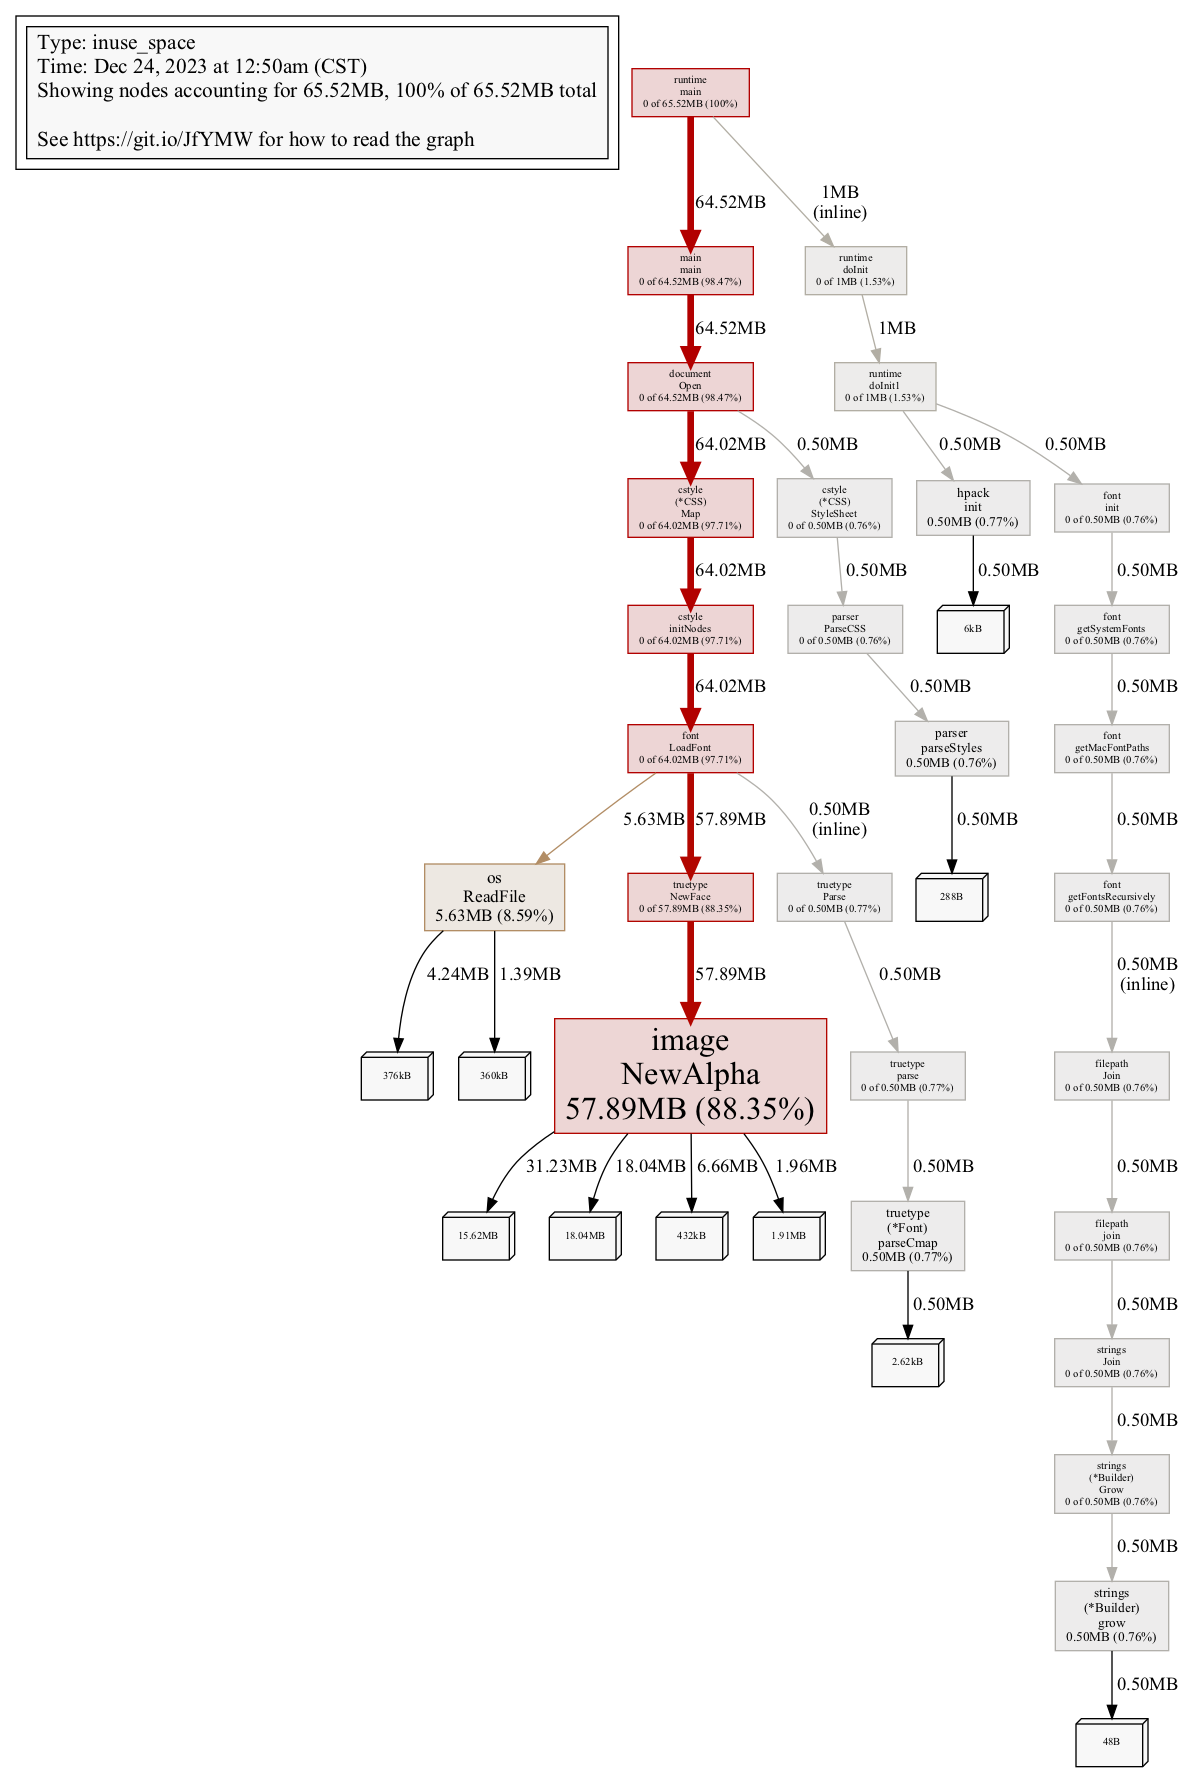 Type: inuse_space
Time: Dec 24, 2023 at 12:50am (CST)
Showing nodes accounting for 65.52MB, 100% of 65.52MB total
See https://git.io/JfYMW for how to read the graph
runtime
main
0 of 65.52MB (100%)
64.52MB
1MB
(inline)
main
main
0 of 64.52MB (98.47%)
runtime
doInit
0 of 1MB (1.53%)
64.52MB
1MB
document
Open
0 of 64.52MB (98.47%)
runtime
doInit1
0 of 1MB (1.53%)
64.02MB
0.50MB
0.50MB
0.50MB
cstyle
(*CSS)
Map
0 of 64.02MB (97.71%)
cstyle
(*CSS)
StyleSheet
0 of 0.50MB (0.76%)
hpack
init
0.50MB (0.77%)
font
init
0 of 0.50MB (0.76%)
64.02MB
0.50MB
0.50MB
0.50MB
cstyle
initNodes
0 of 64.02MB (97.71%)
parser
ParseCSS
0 of 0.50MB (0.76%)
6kB
font
getSystemFonts
0 of 0.50MB (0.76%)
64.02MB
0.50MB
0.50MB
font
LoadFont
0 of 64.02MB (97.71%)
parser
parseStyles
0.50MB (0.76%)
font
getMacFontPaths
0 of 0.50MB (0.76%)
5.63MB
57.89MB
0.50MB
(inline)
0.50MB
0.50MB
os
ReadFile
5.63MB (8.59%)
truetype
NewFace
0 of 57.89MB (88.35%)
truetype
Parse
0 of 0.50MB (0.77%)
288B
font
getFontsRecursively
0 of 0.50MB (0.76%)
4.24MB
1.39MB
57.89MB
0.50MB
0.50MB
(inline)
376kB
360kB
image
NewAlpha
57.89MB (88.35%)
truetype
parse
0 of 0.50MB (0.77%)
filepath
Join
0 of 0.50MB (0.76%)
31.23MB
18.04MB
6.66MB
1.96MB
0.50MB
0.50MB
15.62MB
18.04MB
432kB
1.91MB
truetype
(*Font)
parseCmap
0.50MB (0.77%)
filepath
join
0 of 0.50MB (0.76%)
0.50MB
0.50MB
2.62kB
strings
Join
0 of 0.50MB (0.76%)
0.50MB
strings
(*Builder)
Grow
0 of 0.50MB (0.76%)
0.50MB
strings
(*Builder)
grow
0.50MB (0.76%)
0.50MB
48B